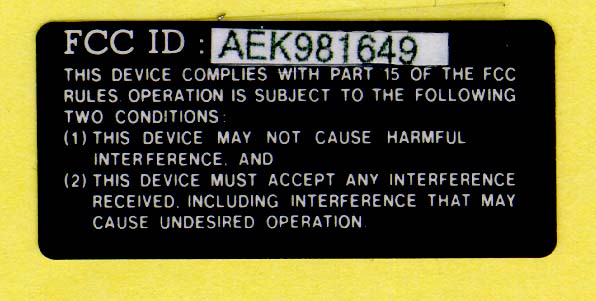 FCC ID : AEK981649
THIS DEVICE COMPLIES WITH PART 15 OF THE FCC
RULES. OPERATION IS SUBJECT TO THE FOLLOWING
TWO CONDITIONS:
(1) THIS DEVICE MAY NOT CAUSE HARMFUL
INTERFERENCE, AND
(2) THIS DEVICE MUST ACCEPT ANY INTERFERENCE
RECEIVED, INCLUDING INTERFERENCE THAT MAY
CAUSE UNDESIRED OPERATION.